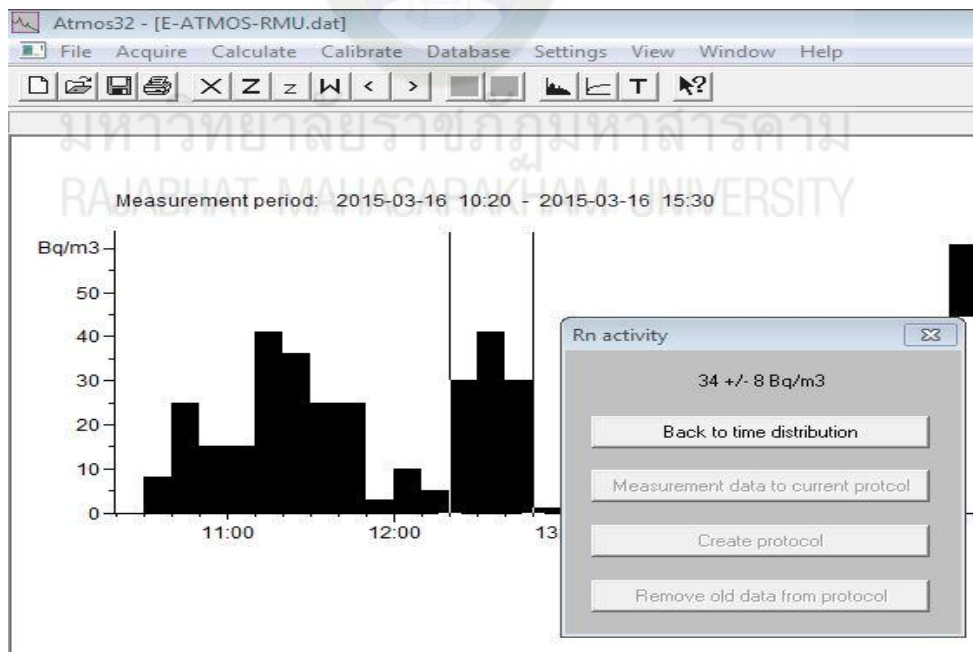 Atmos32 - [E-ATMOS-RMU.dat]
File Acquire Calculate Calibrate Database Settings View Window Help
X Z z W < > T ?
มหาวิทยาลัยราชภัฏมหาสารคาม
RAJABHAT MAHASARAKHAM UNIVERSITY
Measurement period: 2015-03-16 10:20 - 2015-03-16 15:30
Bq/m3
50
40
30
20
10
0
11:00 12:00 13
Rn activity
34 +/- 8 Bq/m3
Back to time distribution
Measurement data to current protcol
Create protocol
Remove old data from protocol